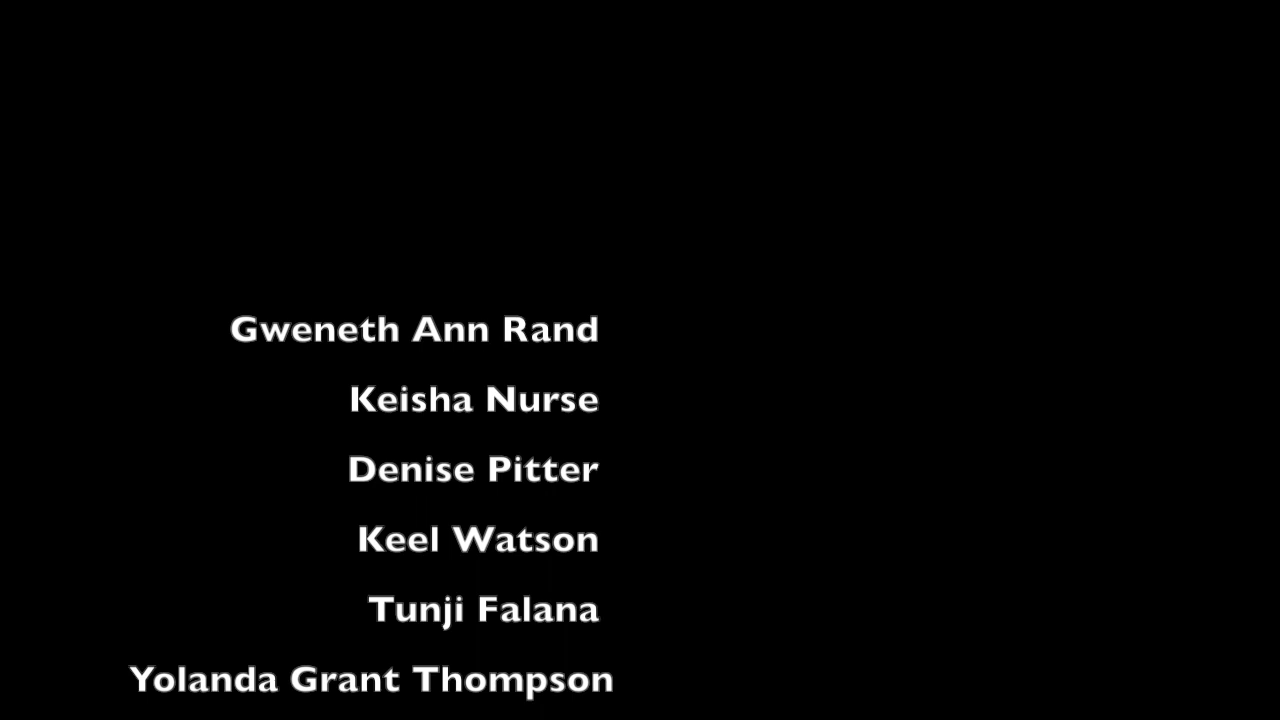 Gweneth Ann Rand
Keisha Nurse
Denise Pitter
Keel Watson
Tunji Falana
Yolanda Grant Thompson